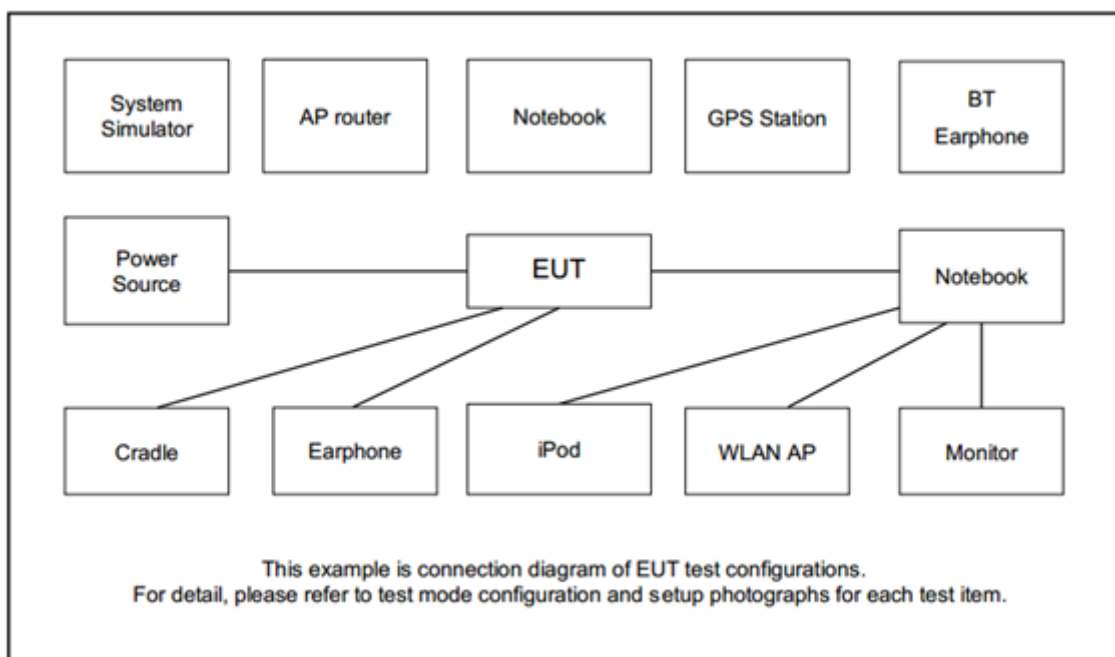 System
Simulator
AP router
Notebook
GPS Station
BT
Earphone
Power
Source
EUT
Notebook
Cradle
Earphone
iPod
WLAN AP
Monitor
This example is connection diagram of EUT test configurations.
For detail, please refer to test mode configuration and setup photographs for each test item.